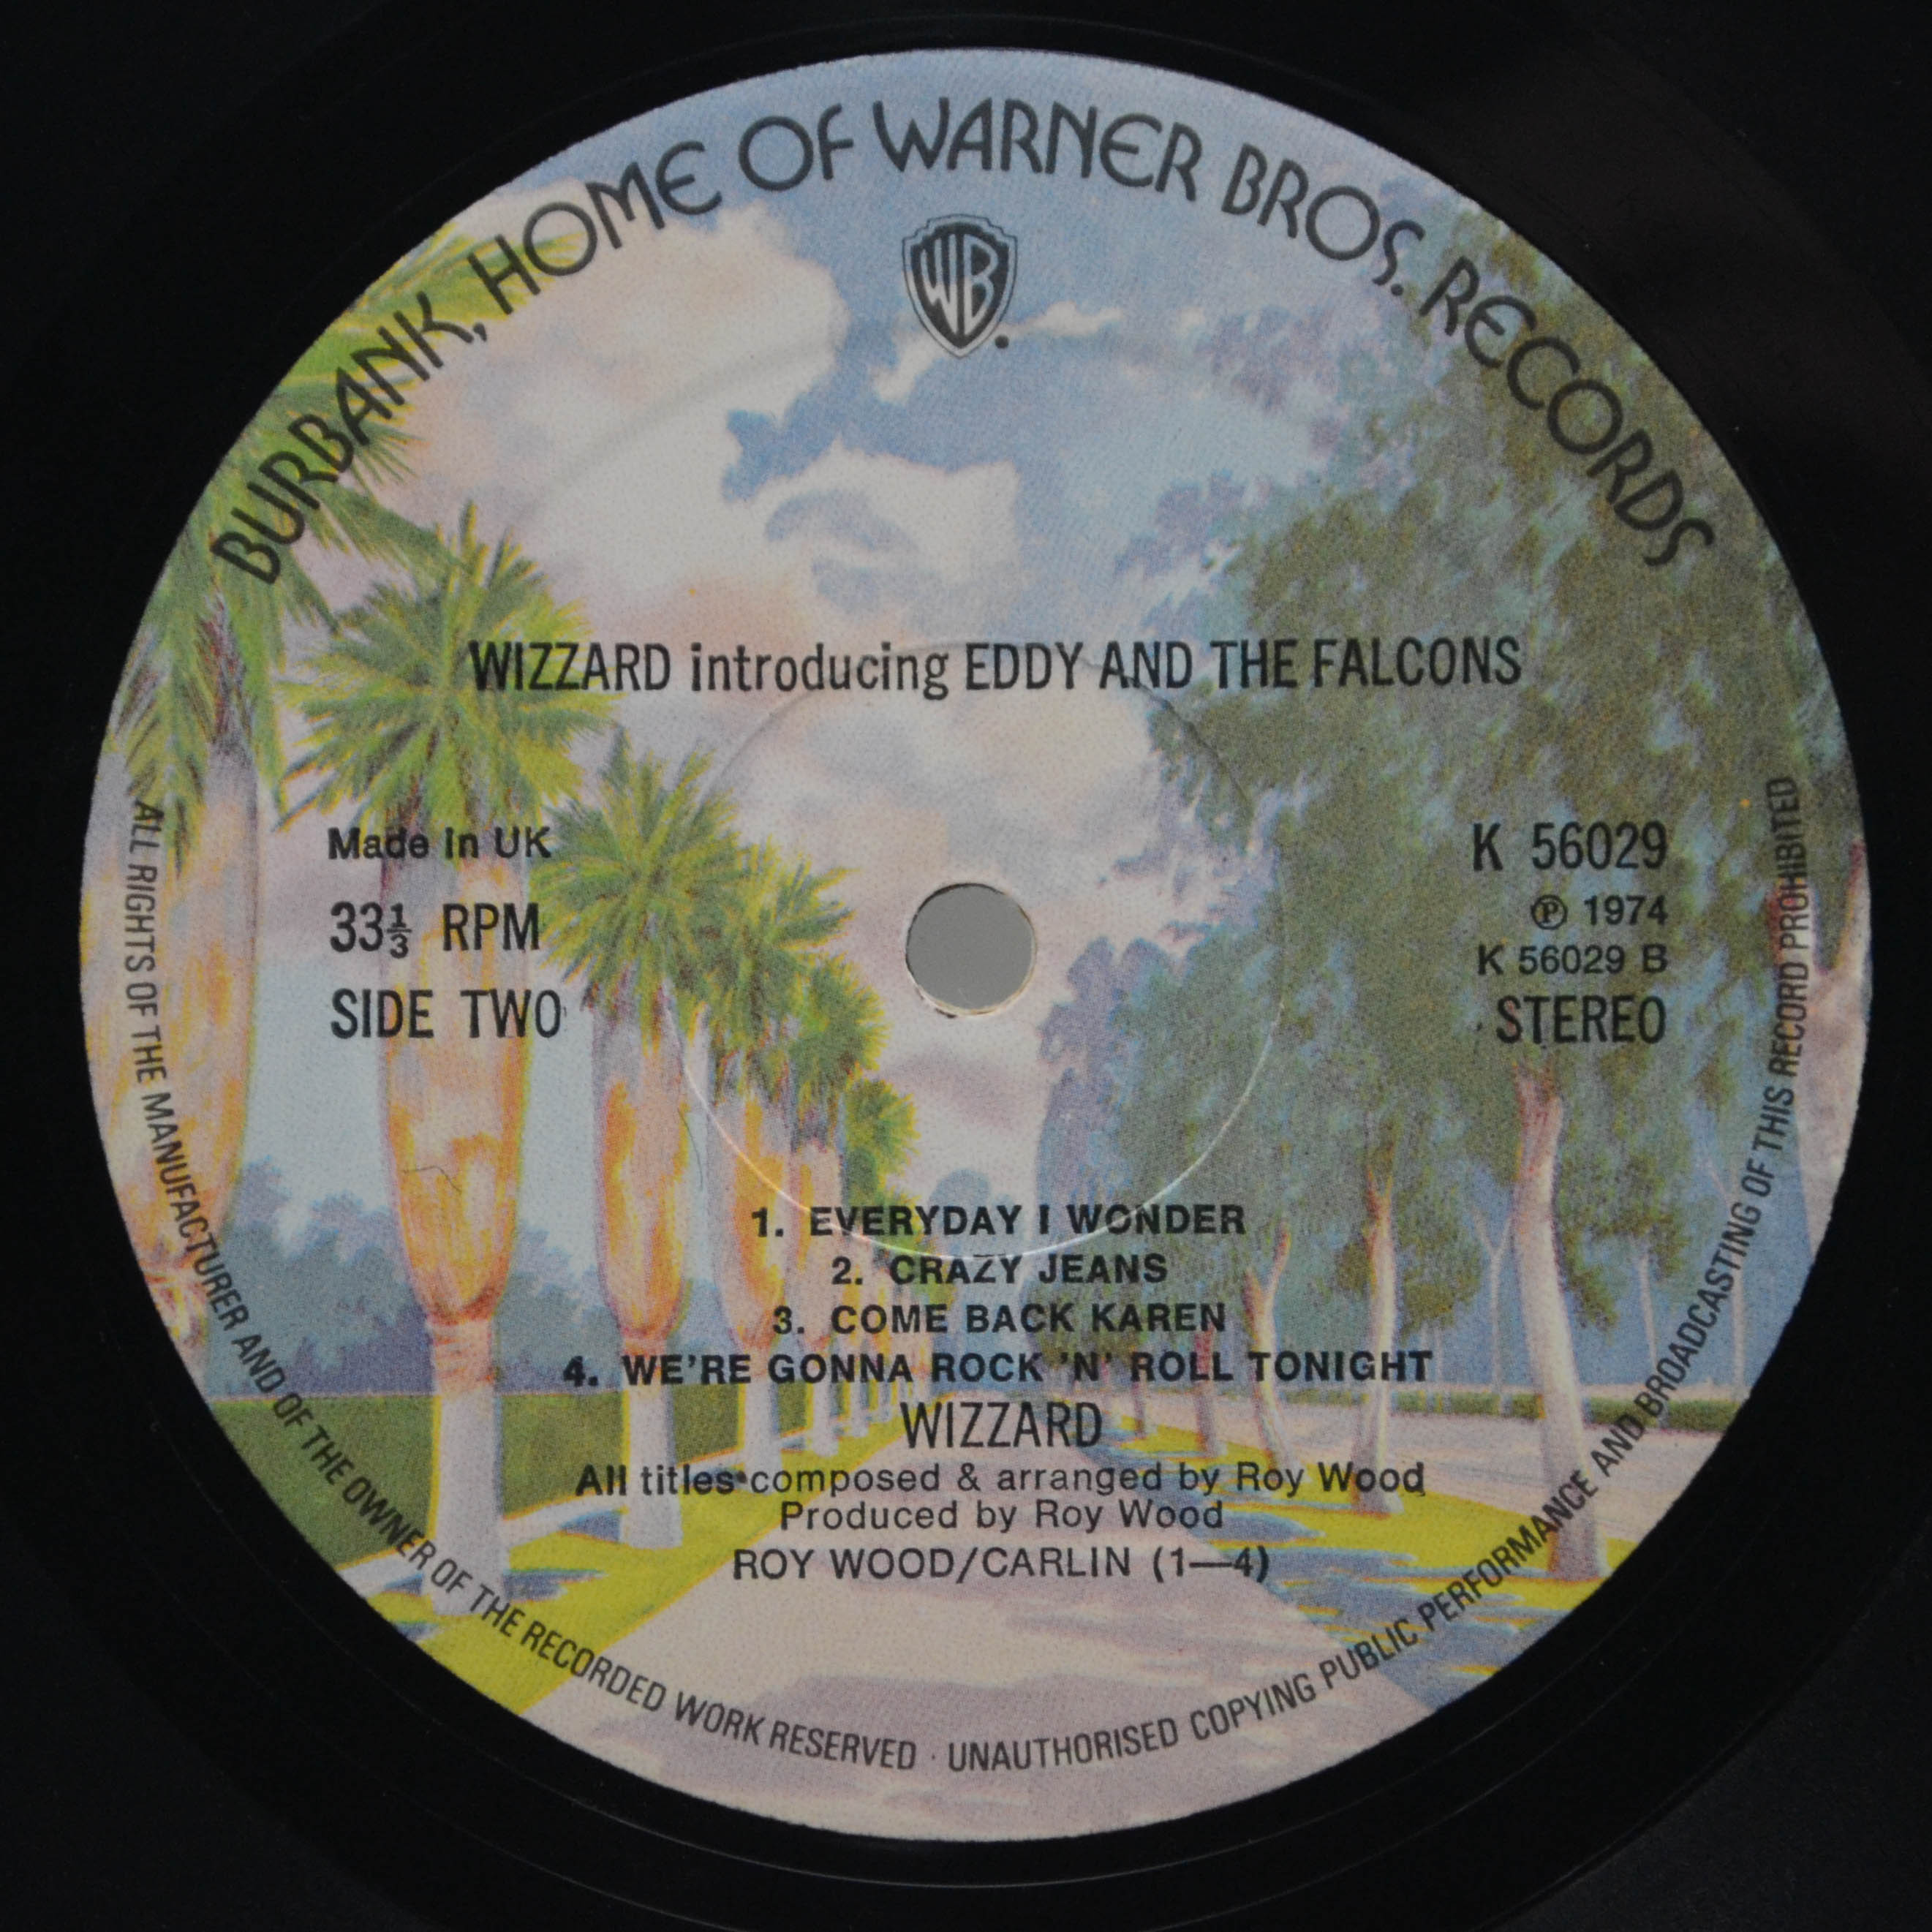 BURBANK, HOME OF WARNER BROS. RECORDS
WB
WIZZARD introducing EDDY AND THE FALCONS
Made in UK
33⅓ RPM
SIDE TWO
K 56029
℗ 1974
K 56029 B
STEREO
1. EVERYDAY I WONDER
2. CRAZY JEANS
3. COME BACK KAREN
4. WE'RE GONNA ROCK 'N' ROLL TONIGHT
WIZZARD
All titles composed & arranged by Roy Wood
Produced by Roy Wood
ROY WOOD/CARLIN (1—4)
ALL RIGHTS OF THE MANUFACTURER AND OF THE OWNER OF THE RECORDED WORK RESERVED · UNAUTHORISED COPYING PUBLIC PERFORMANCE AND BROADCASTING OF THIS RECORD PROHIBITED